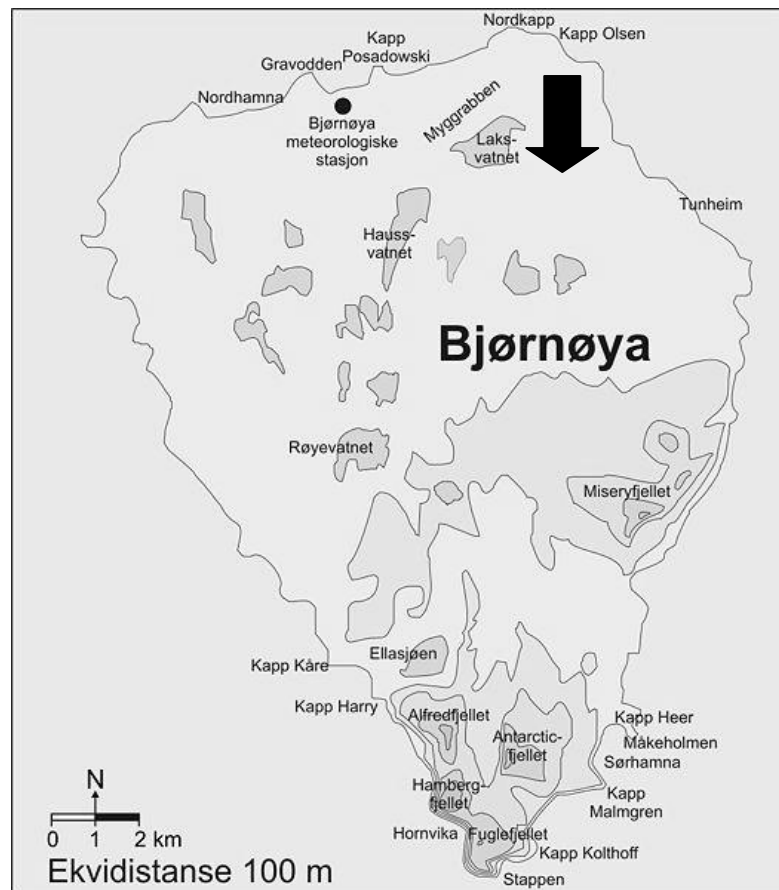 Nordkapp
Kapp Olsen
Kapp
Posadowski
Gravodden
Nordhamna
Bjørnøya
meteorologiske
stasjon
Myggrabben
Laks-
vatnet
Tunheim
Hauss-
vatnet
Bjørnøya
Røyevatnet
Miseryfjellet
Ellasjøen
Kapp Kåre
Kapp Harry
Alfredfjellet
Antarctic-
fjellet
Kapp Heer
Måkeholmen
Sørhamna
Hamberg-
fjellet
Kapp
Malmgren
Hornvika
Fuglefjellet
Kapp Kolthoff
Stappen
N
0 1 2 km
Ekvidistanse 100 m